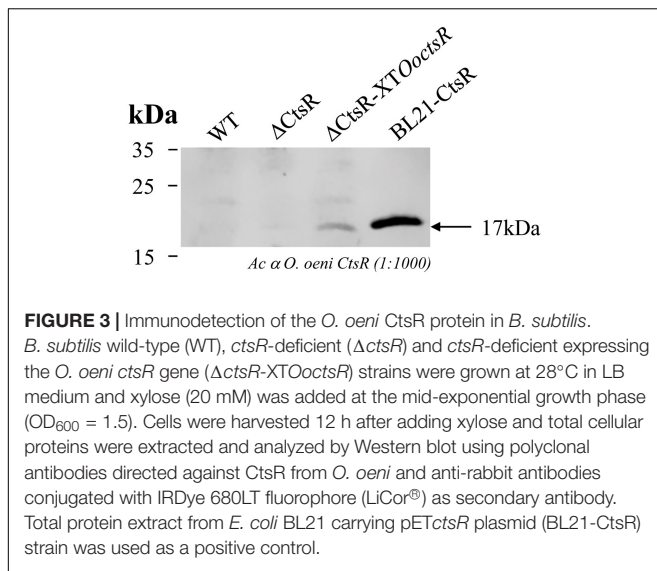 kDa
WT
ΔCtsR
ΔCtsR-XTOoctsR
BL21-CtsR
35 -
25 -
15 -
17kDa
Ac α O. oeni CtsR (1:1000)
FIGURE 3 | Immunodetection of the O. oeni CtsR protein in B. subtilis.
B. subtilis wild-type (WT), ctsR-deficient (ΔctsR) and ctsR-deficient expressing
the O. oeni ctsR gene (ΔctsR-XTOoctsR) strains were grown at 28°C in LB
medium and xylose (20 mM) was added at the mid-exponential growth phase
(OD₆₀₀ = 1.5). Cells were harvested 12 h after adding xylose and total cellular
proteins were extracted and analyzed by Western blot using polyclonal
antibodies directed against CtsR from O. oeni and anti-rabbit antibodies
conjugated with IRDye 680LT fluorophore (LiCor®) as secondary antibody.
Total protein extract from E. coli BL21 carrying pETctsR plasmid (BL21-CtsR)
strain was used as a positive control.